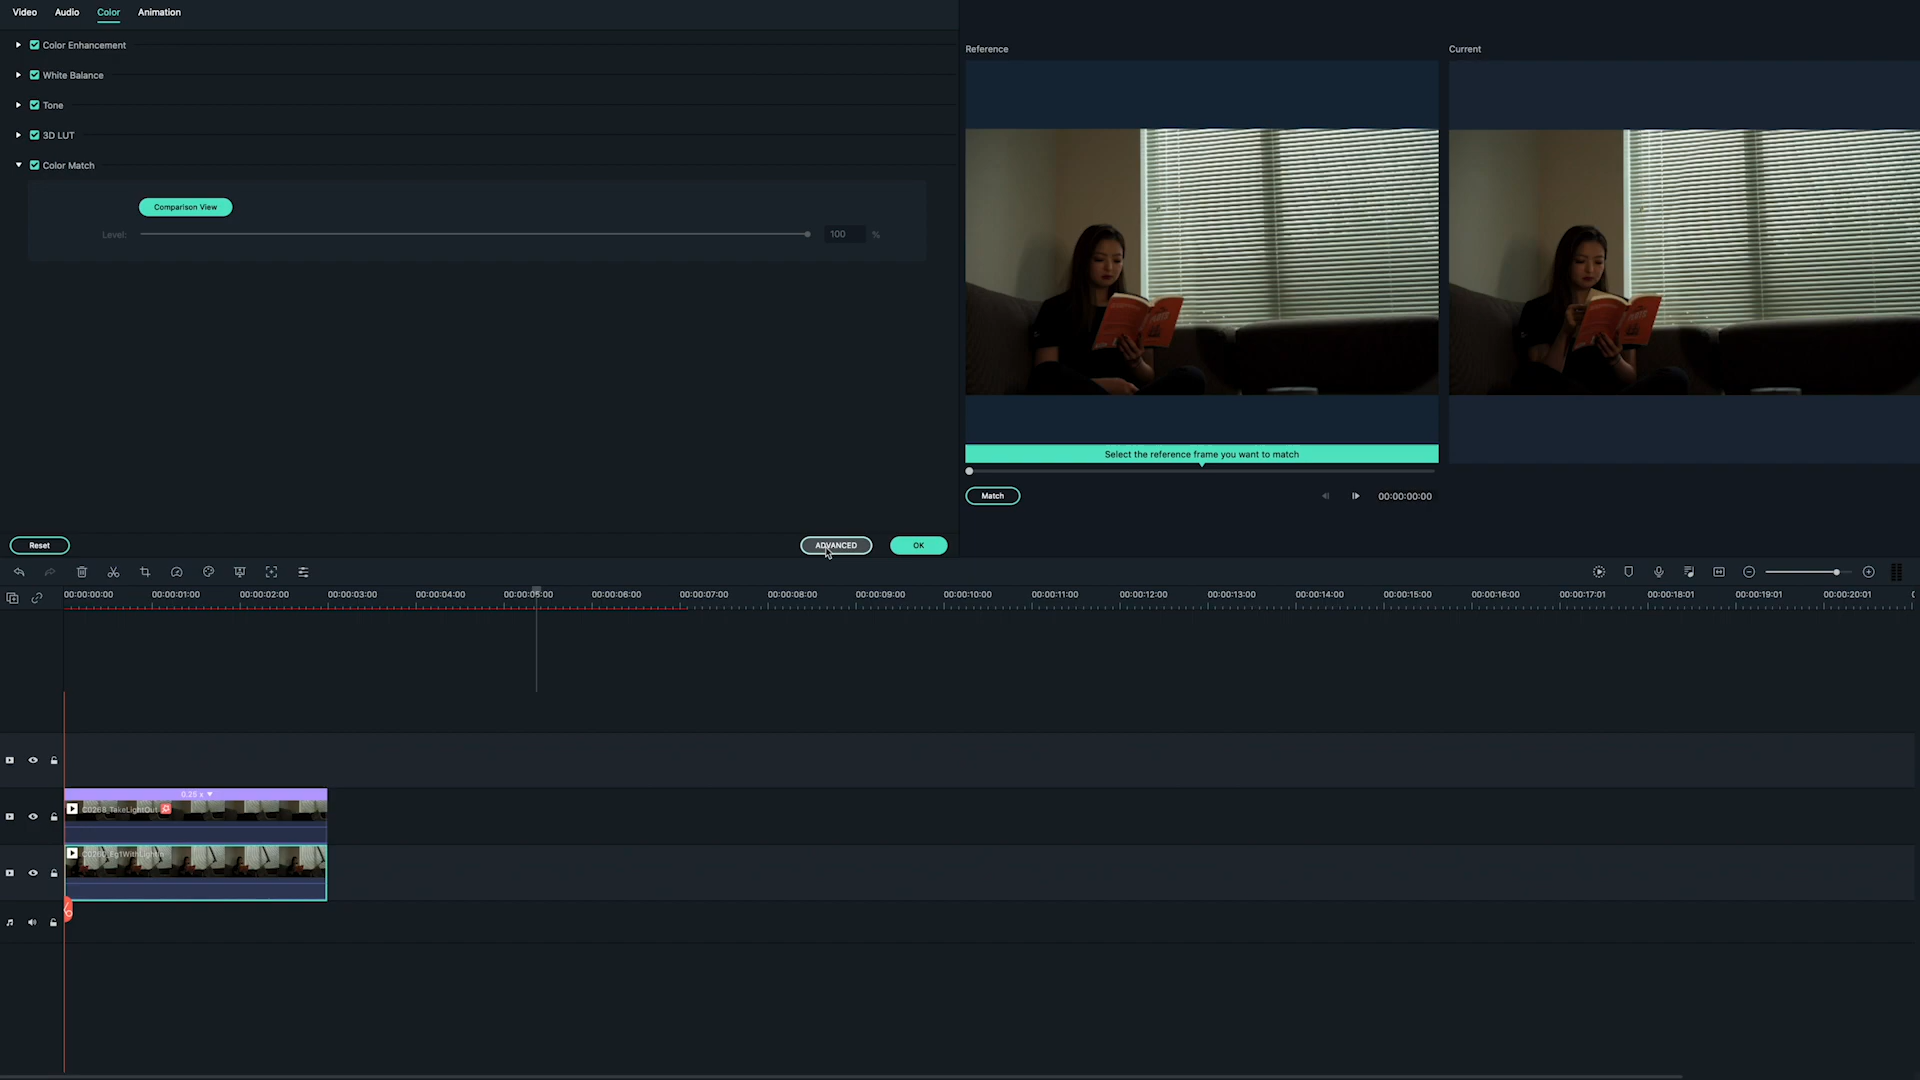 Video Audio Color Animation
Color Enhancement
White Balance
Tone
3D LUT
Color Match
Comparison View
Level: 100 %
Reset ADVANCED OK
Reference Current
Select the reference frame you want to match
Match 00:00:00:00
00:00:00:00 00:00:01:00 00:00:02:00 00:00:03:00 00:00:04:00 00:00:05:00 00:00:06:00 00:00:07:00 00:00:08:00 00:00:09:00 00:00:10:00 00:00:11:00 00:00:12:00 00:00:13:00 00:00:14:00 00:00:15:00 00:00:16:00 00:00:17:01 00:00:18:01 00:00:19:01 00:00:20:01
0.25 x
C0268_TakeLightOut